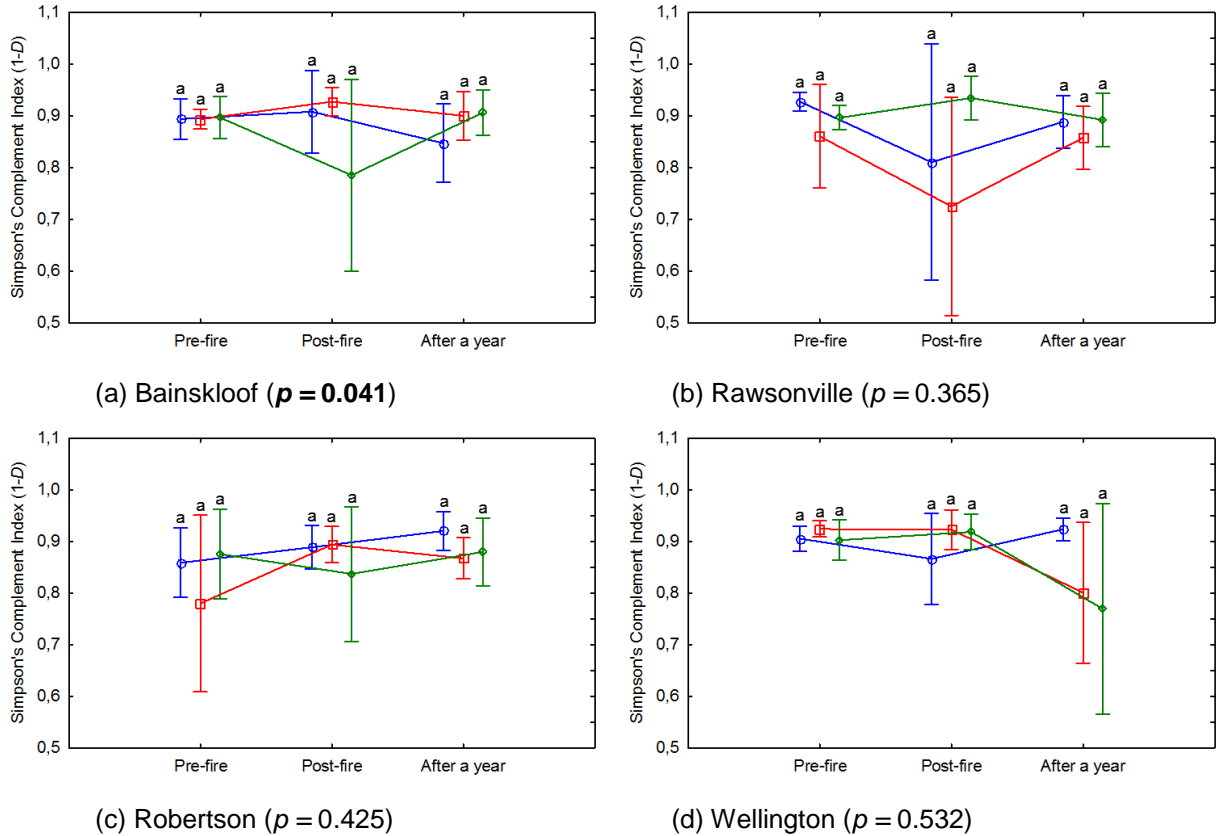 1,1
1,0
0,9
0,8
0,7
0,6
0,5
Simpson's Complement Index (1-D)
a a a a a a a a a
Pre-fire Post-fire After a year
(a) Bainskloof (p = 0.041)
1,1
1,0
0,9
0,8
0,7
0,6
0,5
Simpson's Complement Index (1-D)
a a a a a a a a a
Pre-fire Post-fire After a year
(b) Rawsonville (p = 0.365)
1,1
1,0
0,9
0,8
0,7
0,6
0,5
Simpson's Complement Index (1-D)
a a a a a a a a a
Pre-fire Post-fire After a year
(c) Robertson (p = 0.425)
1,1
1,0
0,9
0,8
0,7
0,6
0,5
Simpson's Complement Index (1-D)
a a a a a a a a a
Pre-fire Post-fire After a year
(d) Wellington (p = 0.532)